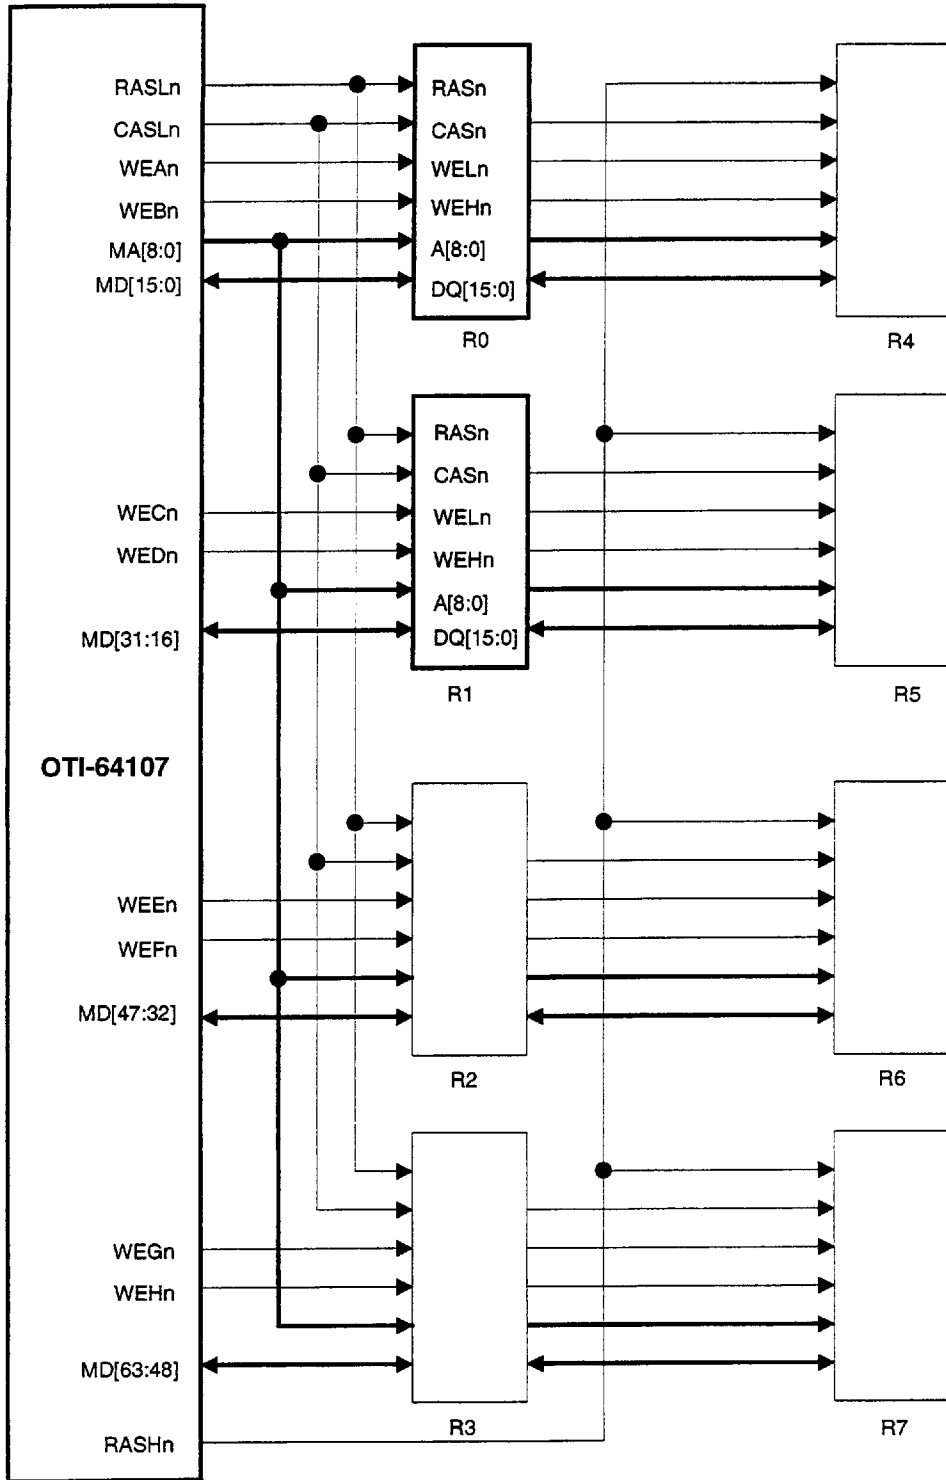 RASLn
CASLn
WEAn
WEBn
MA[8:0]
MD[15:0]
RASn
CASn
WELn
WEHn
A[8:0]
DQ[15:0]
R0
R4
WECn
WEDn
MD[31:16]
RASn
CASn
WELn
WEHn
A[8:0]
DQ[15:0]
R1
R5
OTI-64107
WEEn
WEFn
MD[47:32]
R2
R6
WEGn
WEHn
MD[63:48]
RASHn
R3
R7